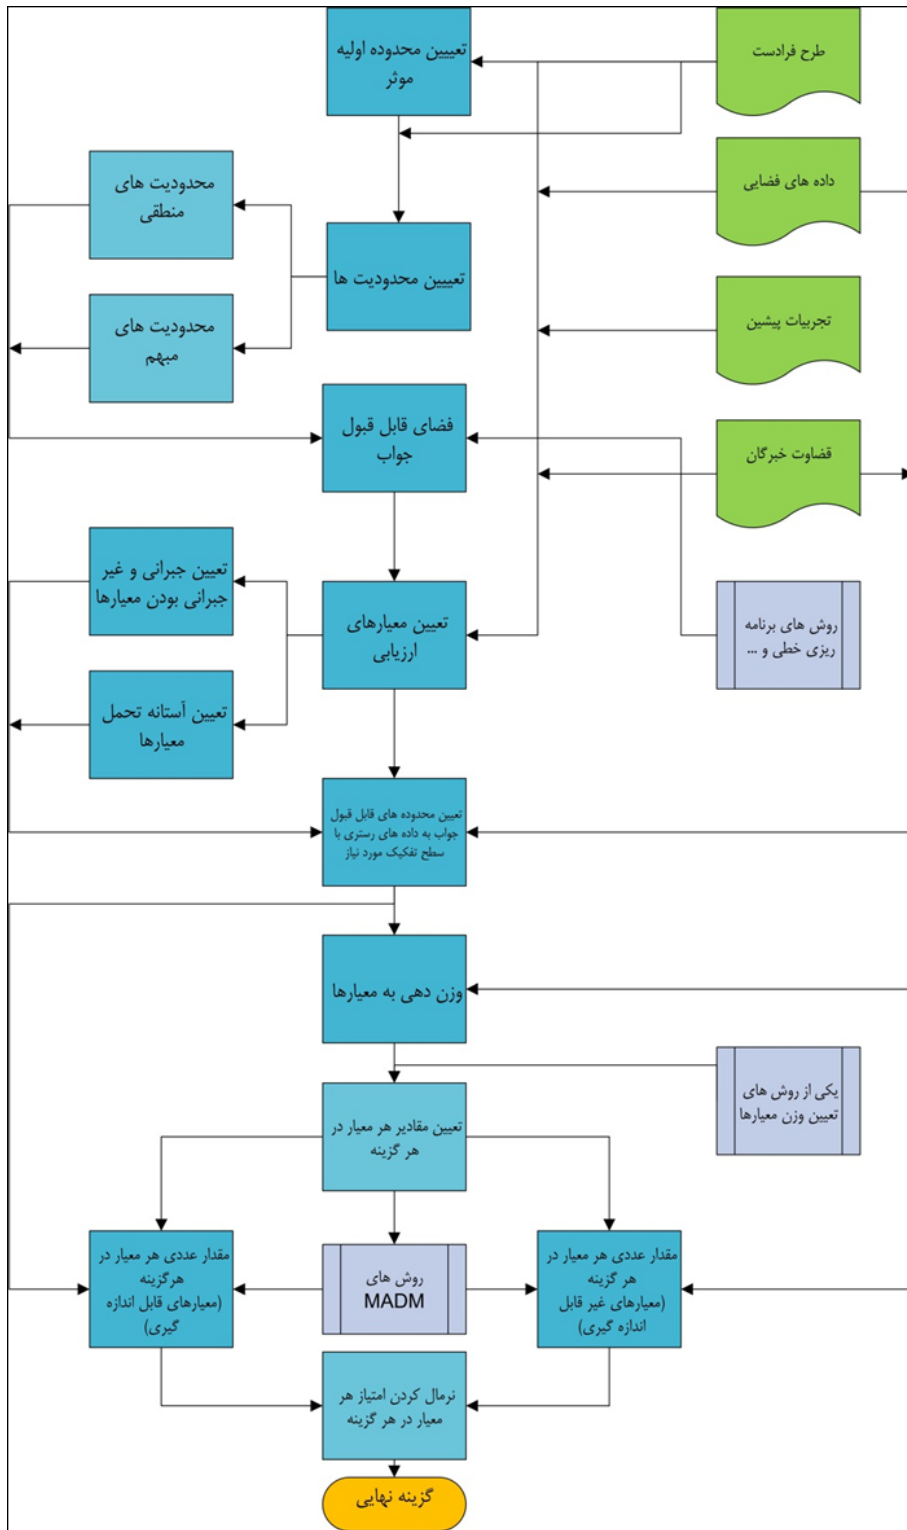 تعییین محدوده اولیه
موثر
طرح فرادست
داده های فضایی
محدودیت های
منطقی
تعییین محدودیت ها
محدودیت های
مبهم
تجربیات پیشین
فضای قابل قبول
جواب
قضاوت خبرگان
تعیین جبرانی و غیر
جبرانی بودن معیارها
تعیین معیارهای
ارزیابی
روش های برنامه
ریزی خطی و ...
تعیین آستانه تحمل
معیارها
تعیین محدوده های قابل قبول
جواب به داده های رستری با
سطح تفکیک مورد نیاز
وزن دهی به معیارها
یکی از روش های
تعیین وزن معیارها
تعیین مقادیر هر معیار در
هر گزینه
مقدار عددی هر معیار در
هر گزینه
(معیارهای غیر قابل
اندازه گیری)
روش های
MADM
مقدار عددی هر معیار در
هرگزینه
(معیارهای قابل اندازه
گیری)
نرمال کردن امتیاز هر
معیار در هر گزینه
گزینه نهایی